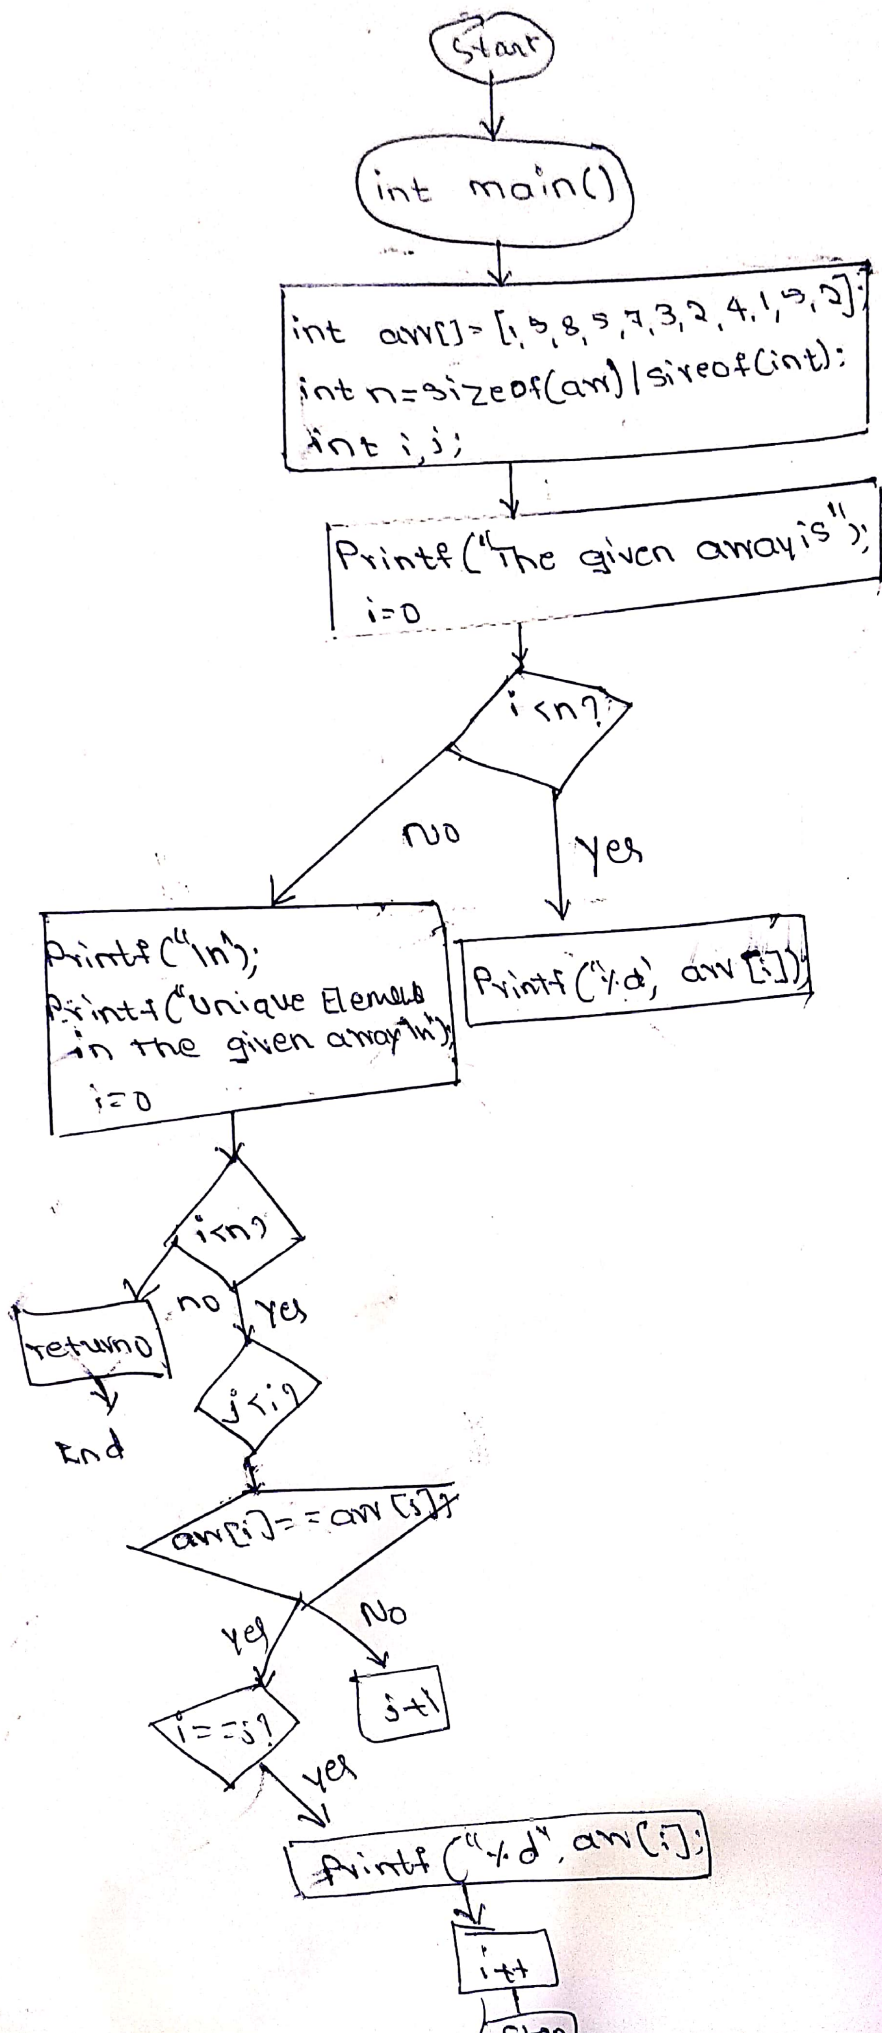 Start
int main()
int arr[]=[1,5,8,5,7,3,2,4,1,5,2];
int n=sizeof(arr)/sizeof(int);
int i,j;
Printf("The given array is");
i=0
i<n?
No
Yes
Printf("\n");
Printf("Unique Elements
in the given array\n");
i=0
Printf("%d", arr[i]);
i<n?
no
Yes
return 0
j<i?
End
arr[i]==arr[j]?
Yes
No
i==j?
j+1
Yes
Printf("%d", arr[i];
i++